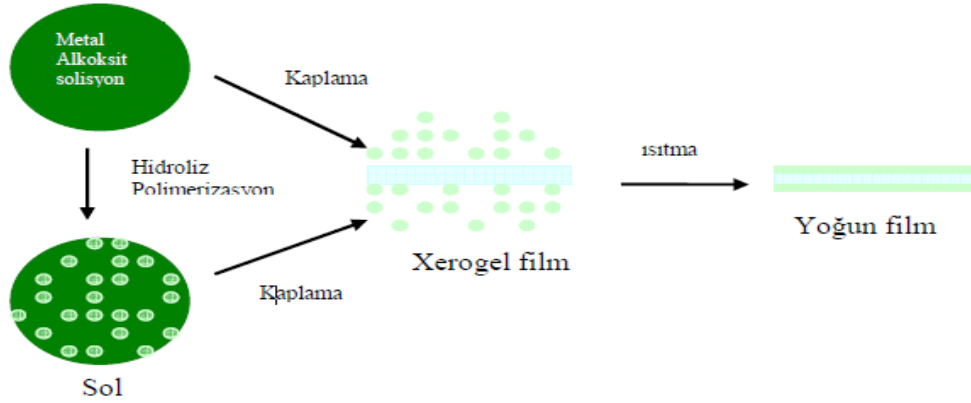 Metal
Alkoksit
solisyon
Kaplama
Hidroliz
Polimerizasyon
ısıtma
Yoğun film
Xerogel film
Kaplama
Sol